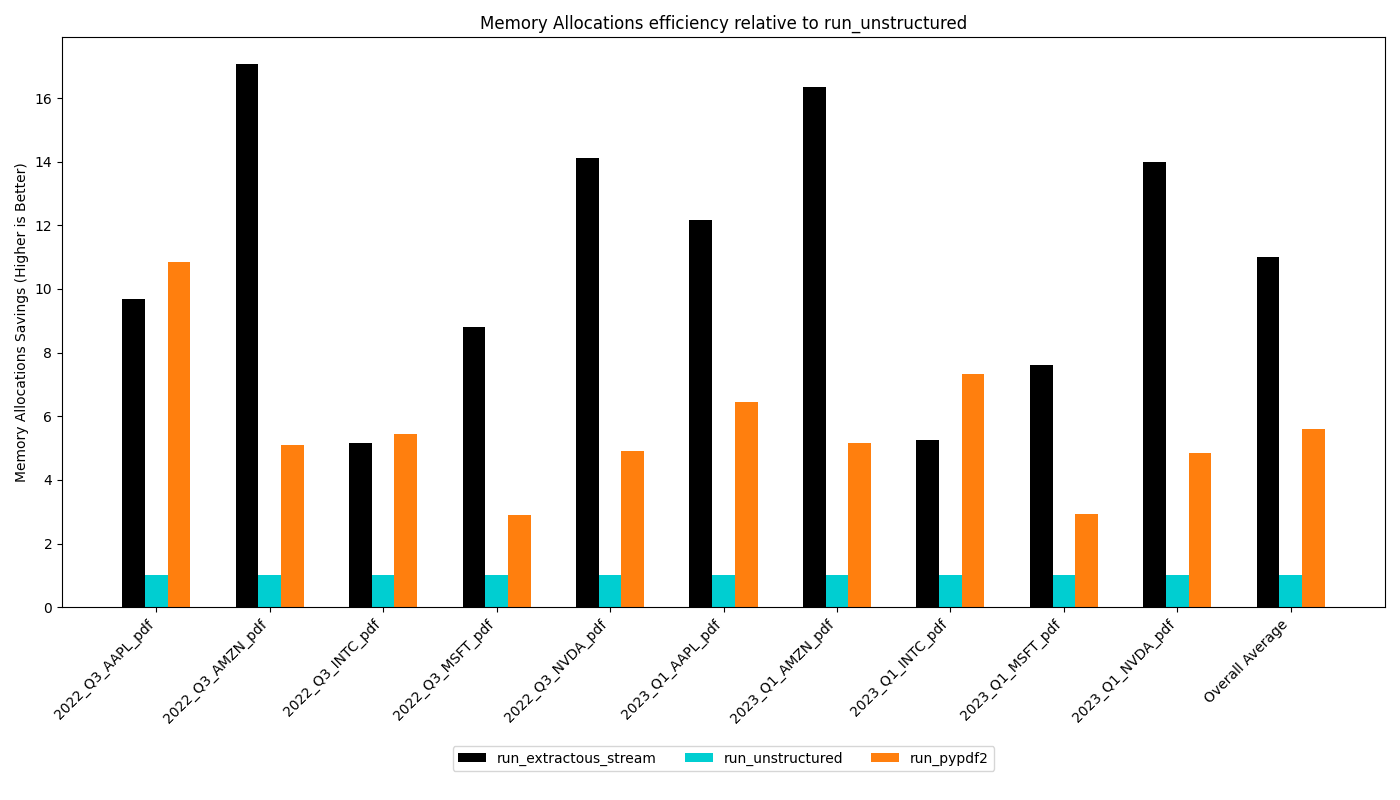 Memory Allocations efficiency relative to run_unstructured
Memory Allocations Savings (Higher is Better)
16
14
12
10
8
6
4
2
0
2022_Q3_AAPL_pdf
2022_Q3_AMZN_pdf
2022_Q3_INTC_pdf
2022_Q3_MSFT_pdf
2022_Q3_NVDA_pdf
2023_Q1_AAPL_pdf
2023_Q1_AMZN_pdf
2023_Q1_INTC_pdf
2023_Q1_MSFT_pdf
2023_Q1_NVDA_pdf
Overall Average
run_extractous_stream
run_unstructured
run_pypdf2